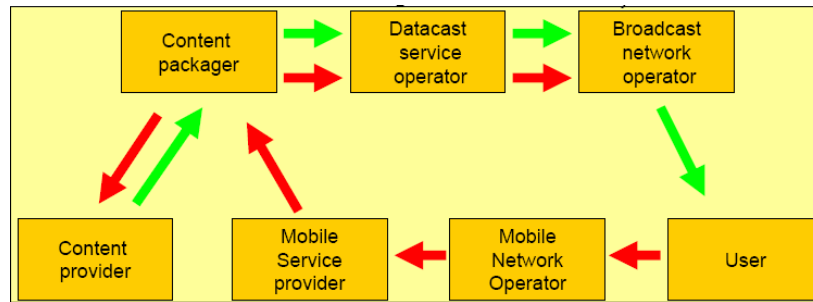 Content
packager
Datacast
service
operator
Broadcast
network
operator
Content
provider
Mobile
Service
provider
Mobile
Network
Operator
User